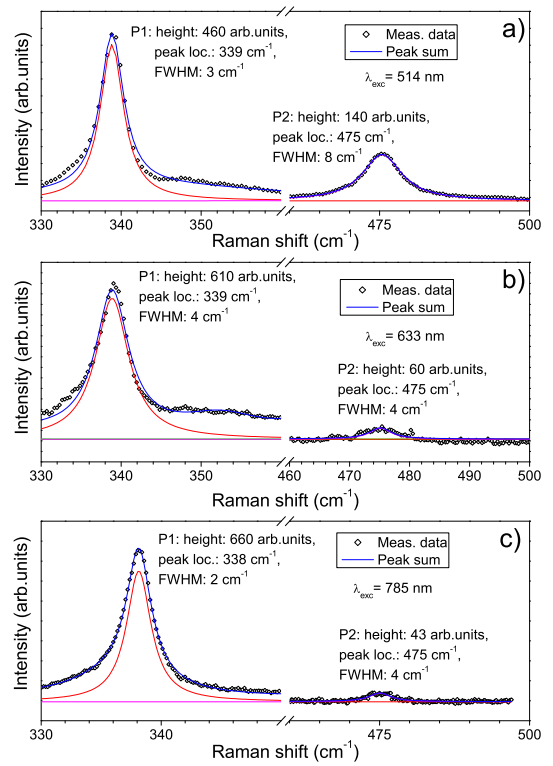 P1: height: 460 arb.units,
peak loc.: 339 cm⁻¹,
FWHM: 3 cm⁻¹
Meas. data
Peak sum
a)
λexc= 514 nm
P2: height: 140 arb.units,
peak loc.: 475 cm⁻¹,
FWHM: 8 cm⁻¹
Intensity (arb.units)
330 340 350 475 500
Raman shift (cm⁻¹)
P1: height: 610 arb.units,
peak loc.: 339 cm⁻¹,
FWHM: 4 cm⁻¹
Meas. data
Peak sum
b)
λexc= 633 nm
P2: height: 60 arb.units,
peak loc.: 475 cm⁻¹,
FWHM: 4 cm⁻¹
Intensity (arb.units)
330 340 350 460 470 480 490 500
Raman shift (cm⁻¹)
P1: height: 660 arb.units,
peak loc.: 338 cm⁻¹,
FWHM: 2 cm⁻¹
Meas. data
Peak sum
c)
λexc= 785 nm
P2: height: 43 arb.units,
peak loc.: 475 cm⁻¹,
FWHM: 4 cm⁻¹
Intensity (arb.units)
330 340 475 500
Raman shift (cm⁻¹)